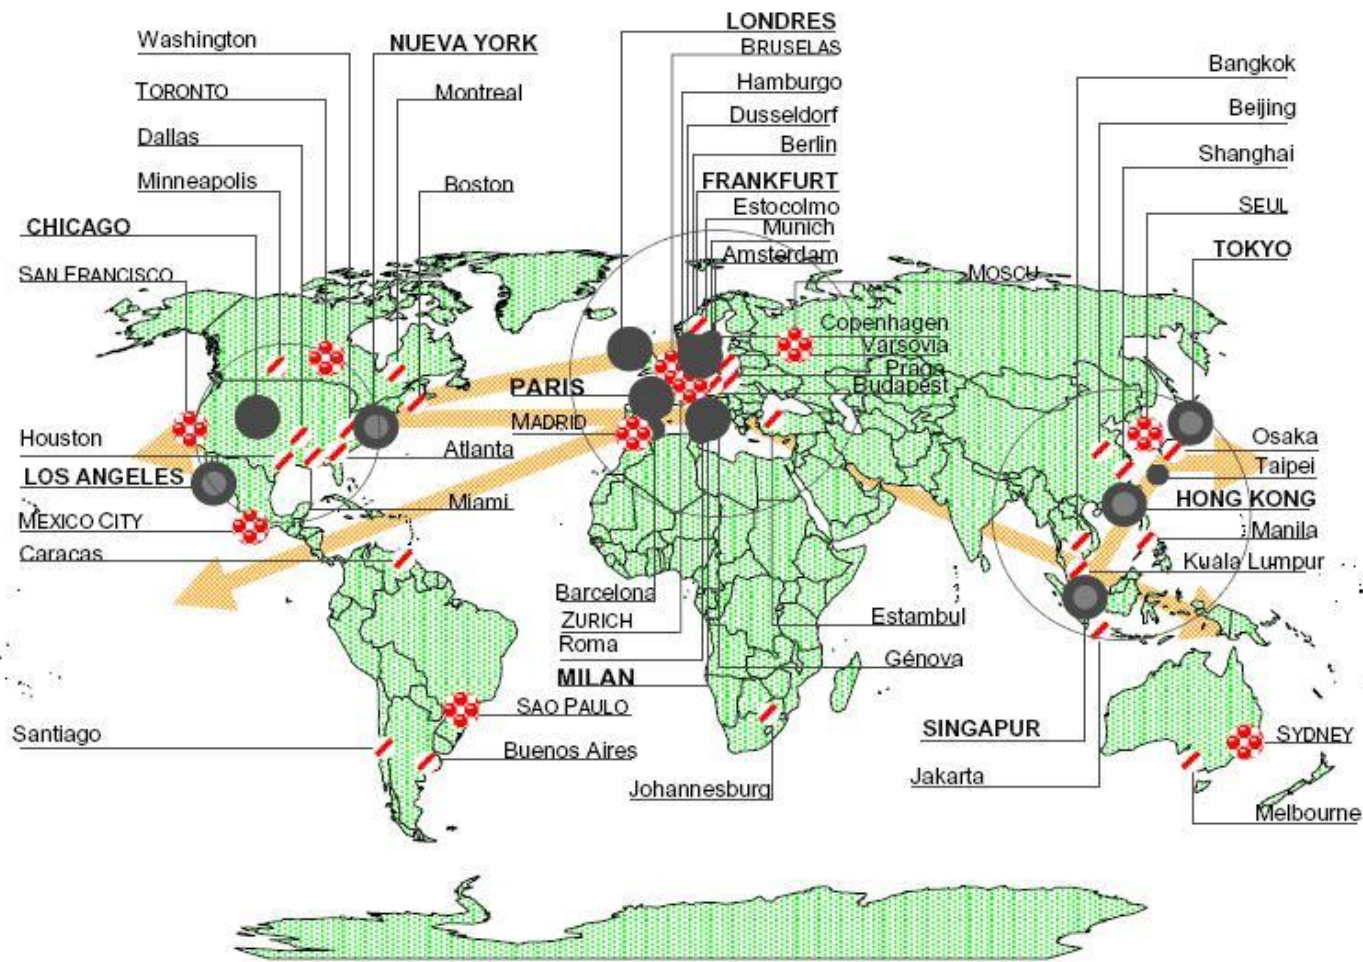 LONDRES
Washington
NUEVA YORK
BRUSELAS
Bangkok
TORONTO
Montreal
Hamburgo
Beijing
Dusseldorf
Dallas
Berlin
Shanghai
Minneapolis
Boston
FRANKFURT
SEUL
Estocolmo
CHICAGO
Munich
TOKYO
Amsterdam
SAN FRANCISCO
MOSCU
Copenhagen
Varsovia
Praga
PARIS
Budapest
MADRID
Houston
Atlanta
Osaka
LOS ANGELES
Taipei
Miami
HONG KONG
MEXICO CITY
Manila
Caracas
Kuala Lumpur
Barcelona
ZURICH
Estambul
Roma
Génova
MILAN
SAO PAULO
Santiago
SINGAPUR
SYDNEY
Buenos Aires
Jakarta
Johannesburg
Melbourne